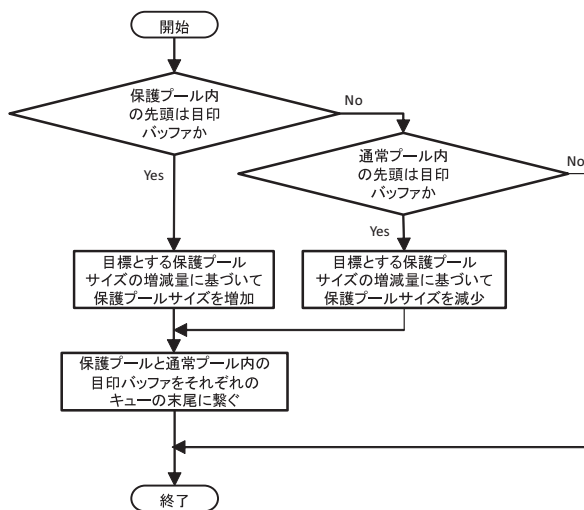 開始
保護プール内
の先頭は目印
バッファか
No
通常プール内
の先頭は目印
バッファか
No
Yes
Yes
目標とする保護プール
サイズの増減量に基づいて
保護プールサイズを増加
目標とする保護プール
サイズの増減量に基づいて
保護プールサイズを減少
保護プールと通常プール内の
目印バッファをそれぞれの
キューの末尾に繋ぐ
終了